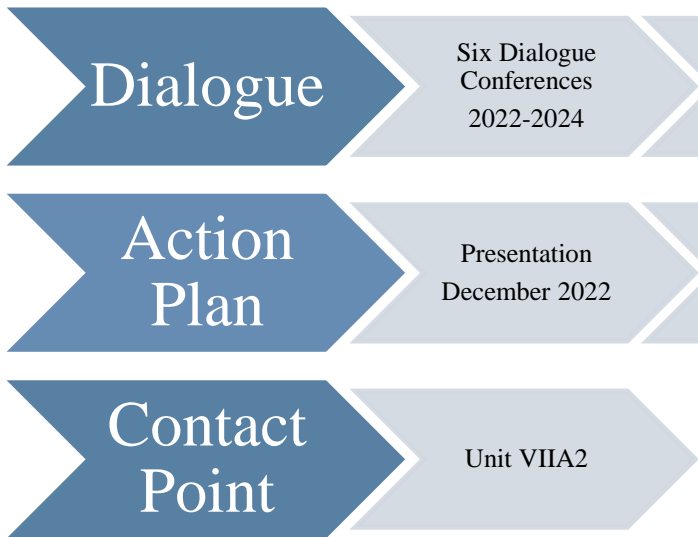 Dialogue
Six Dialogue
Conferences
2022-2024
Action
Plan
Presentation
December 2022
Contact
Point
Unit VIIA2